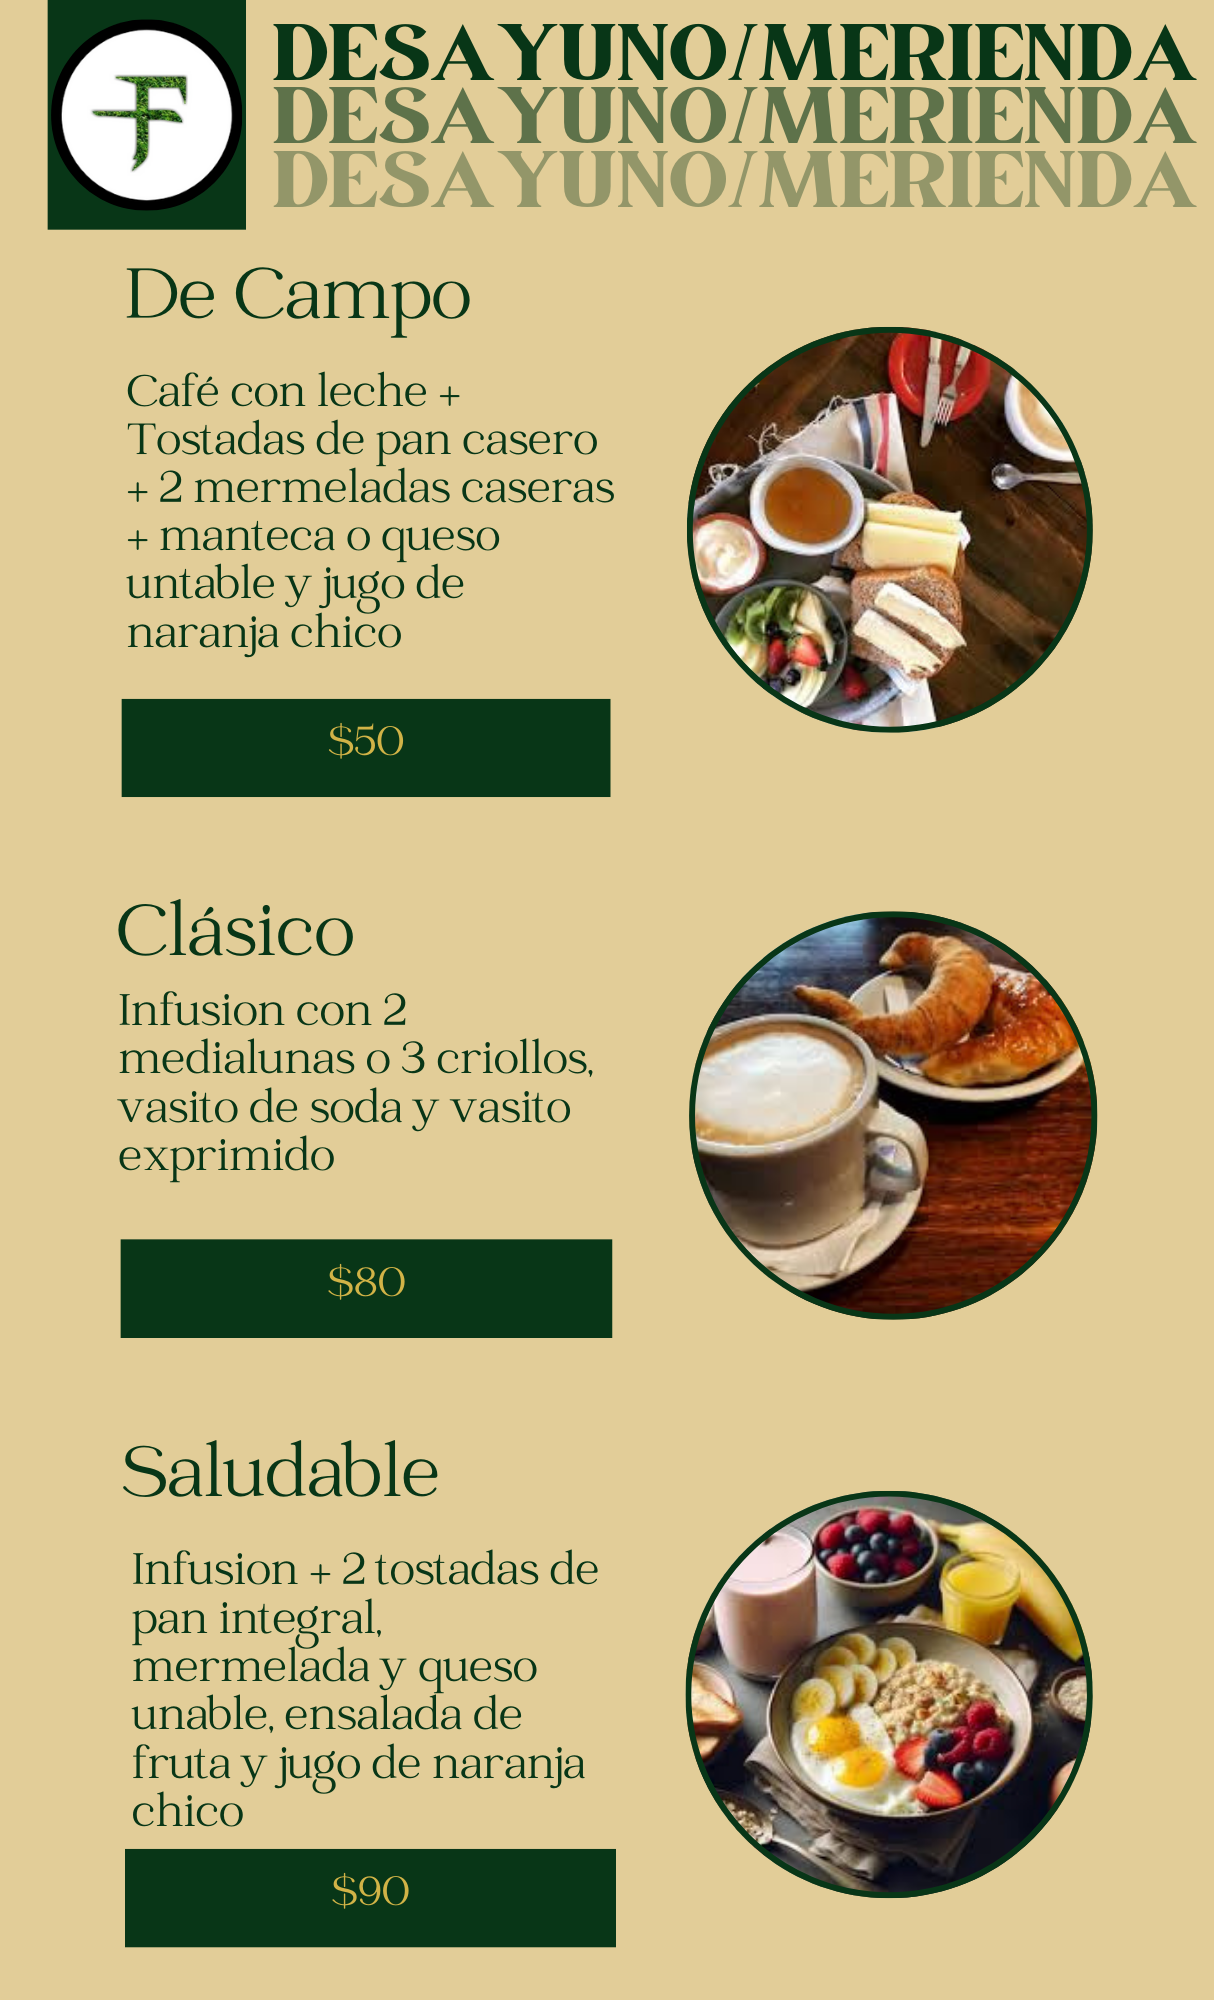 F
DESAYUNO/MERIENDA
DESAYUNO/MERIENDA
DESAYUNO/MERIENDA
De Campo
Café con leche +
Tostadas de pan casero
+ 2 mermeladas caseras
+ manteca o queso
untable y jugo de
naranja chico
$50
Clásico
Infusion con 2
medialunas o 3 criollos,
vasito de soda y vasito
exprimido
$80
Saludable
Infusion + 2 tostadas de
pan integral,
mermelada y queso
unable, ensalada de
fruta y jugo de naranja
chico
$90